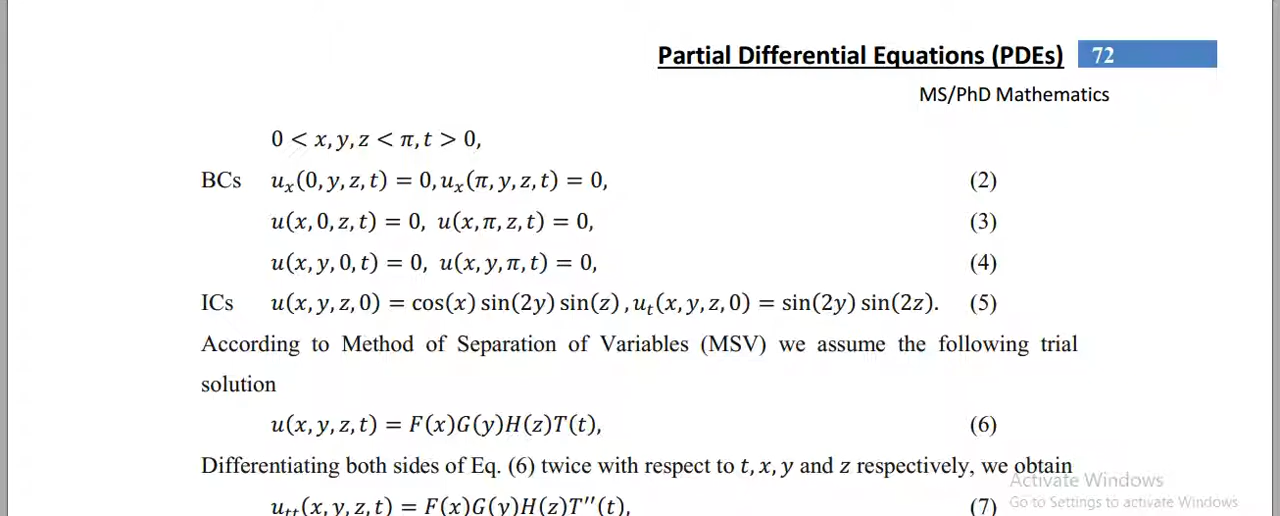 Partial Differential Equations (PDEs) 72
MS/PhD Mathematics
0 < x, y, z < π, t > 0,
BCs u_x(0, y, z, t) = 0, u_x(π, y, z, t) = 0, (2)
u(x, 0, z, t) = 0, u(x, π, z, t) = 0, (3)
u(x, y, 0, t) = 0, u(x, y, π, t) = 0, (4)
ICs u(x, y, z, 0) = cos(x) sin(2y) sin(z) , u_t(x, y, z, 0) = sin(2y) sin(2z). (5)
According to Method of Separation of Variables (MSV) we assume the following trial
solution
u(x, y, z, t) = F(x)G(y)H(z)T(t), (6)
Differentiating both sides of Eq. (6) twice with respect to t, x, y and z respectively, we obtain
u_tt(x, y, z, t) = F(x)G(y)H(z)T''(t), (7)
Activate Windows
Go to Settings to activate Windows